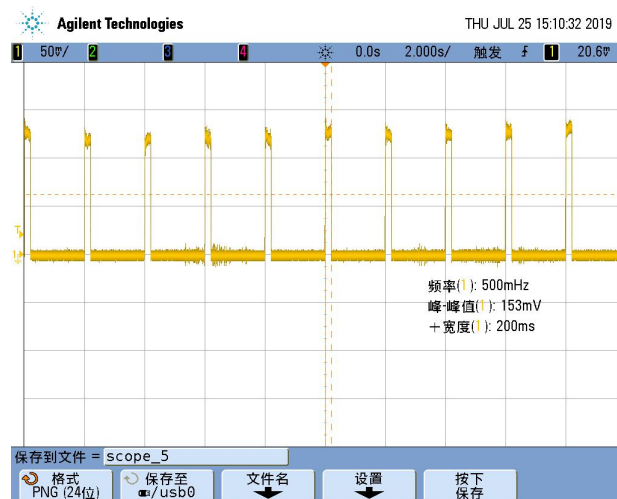 Agilent Technologies THU JUL 25 15:10:32 2019
1 50mV/ 2 3 4 0.0s 2.000s/ 触发 1 20.6mV
T
1
频率(1): 500mHz
峰-峰值(1): 153mV
+宽度(1): 200ms
保存到文件 = scope_5
格式 保存至 文件名 设置 按下
PNG (24位) /usb0 保存